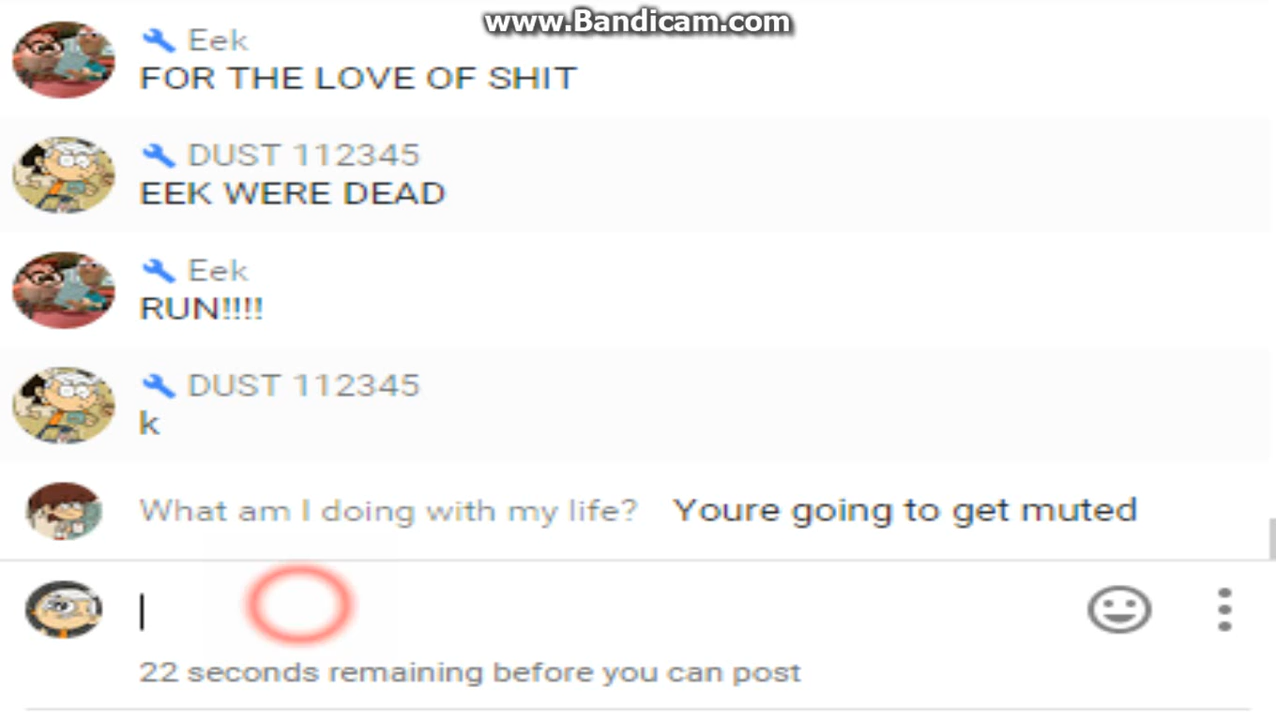 www.Bandicam.com
Eek
FOR THE LOVE OF SHIT
DUST 112345
EEK WERE DEAD
Eek
RUN!!!!
DUST 112345
k
What am I doing with my life? Youre going to get muted
22 seconds remaining before you can post